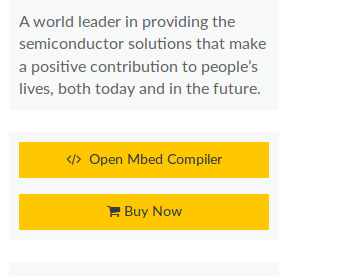 A world leader in providing the
semiconductor solutions that make
a positive contribution to people’s
lives, both today and in the future.
</> Open Mbed Compiler
Buy Now